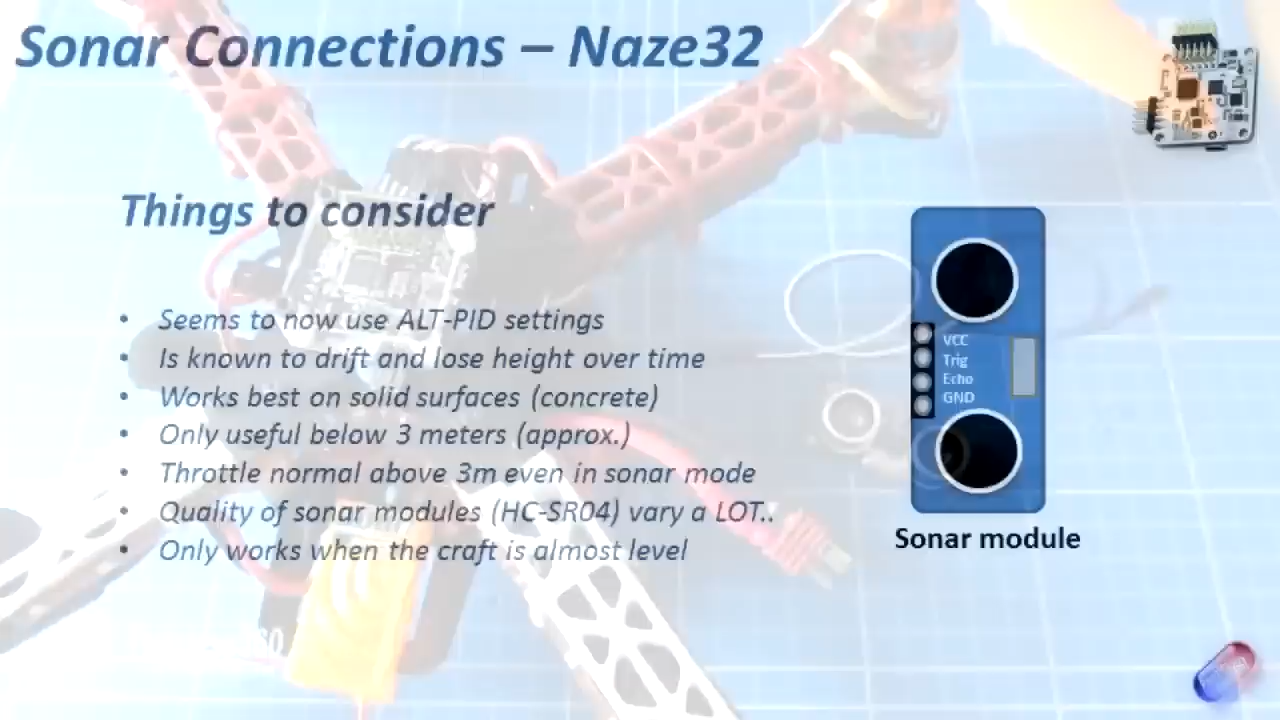 Sonar Connections – Naze32
Things to consider
• Seems to now use ALT-PID settings
• Is known to drift and lose height over time
• Works best on solid surfaces (concrete)
• Only useful below 3 meters (approx.)
• Throttle normal above 3m even in sonar mode
• Quality of sonar modules (HC-SR04) vary a LOT..
• Only works when the craft is almost level
VCC
Trig
Echo
GND
Sonar module